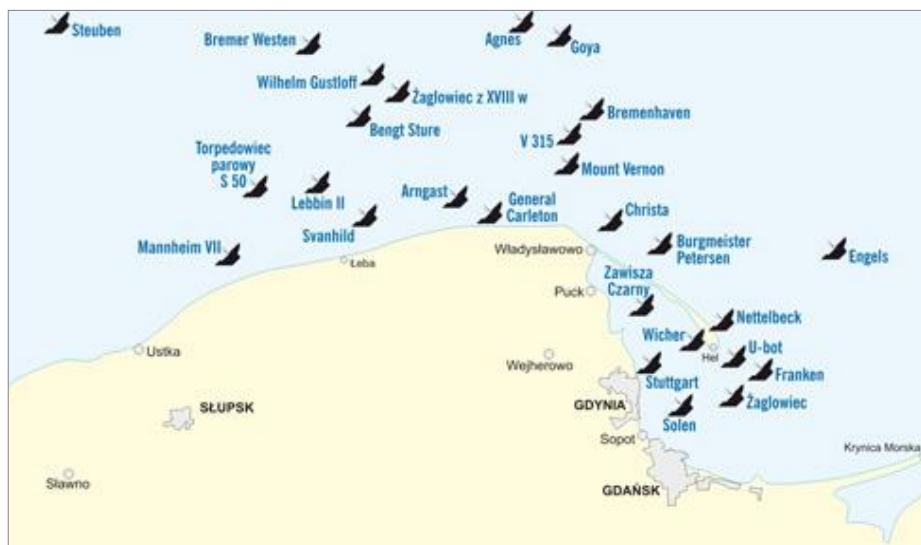 Steuben
Bremer Westen
Agnes
Goya
Wilhelm Gustloff
Żaglowiec z XVIII w
Bengt Sture
Bremenhaven
V 315
Mount Vernon
Torpedowiec
parowy
S 50
Lebbin II
Arngast
General
Carleton
Svanhild
Christa
Mannheim VII
Burgmeister
Petersen
Engels
Władysławowo
Łeba
Zawisza
Czarny
Puck
Nettelbeck
Wicher
Hel
U-bot
Ustka
Wejherowo
Stuttgart
Franken
SŁUPSK
GDYNIA
Żaglowiec
Solen
Sopot
Krynica Morska
Sławno
GDAŃSK